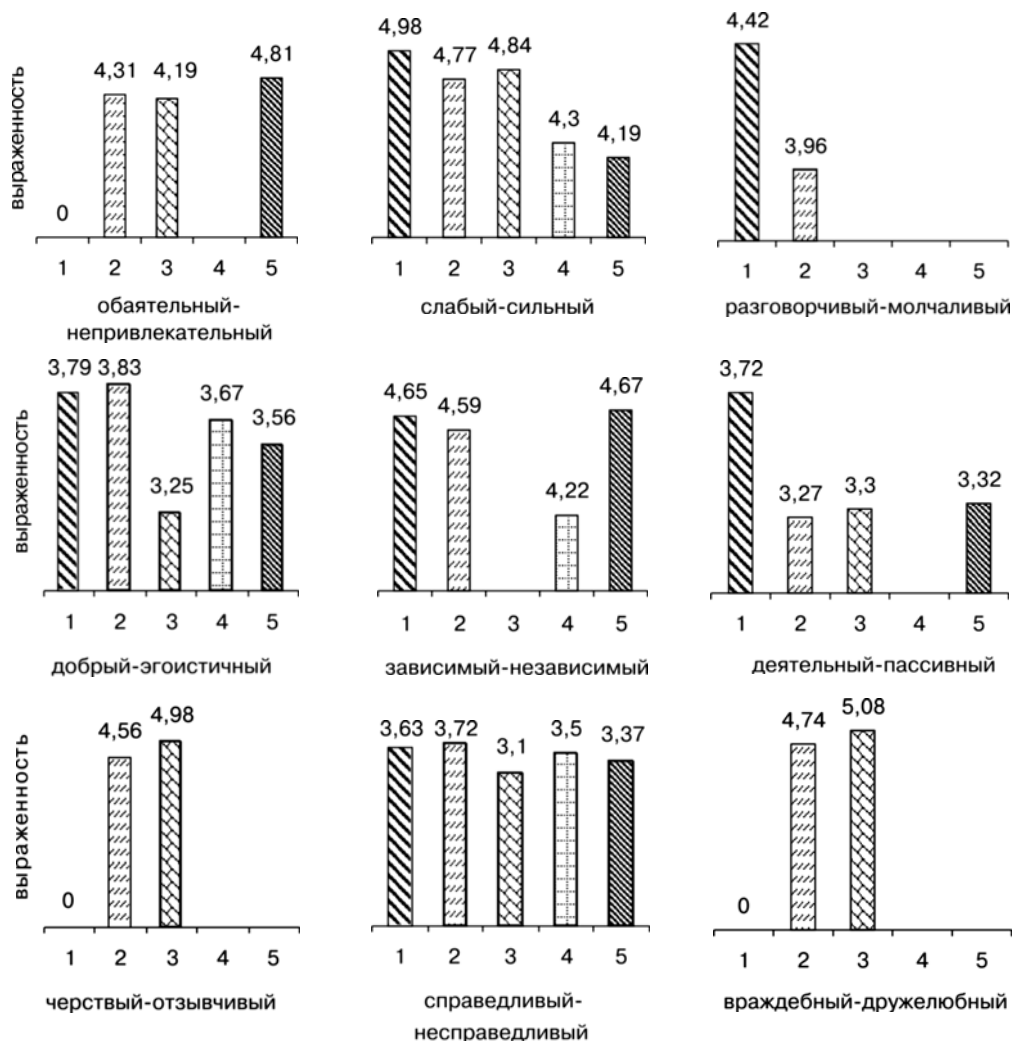 4,31 4,19 4,81
выраженность
0
1 2 3 4 5
обаятельный-
непривлекательный
4,98 4,77 4,84 4,3 4,19
1 2 3 4 5
слабый-сильный
4,42 3,96
1 2 3 4 5
разговорчивый-молчаливый
3,79 3,83 3,25 3,67 3,56
выраженность
1 2 3 4 5
добрый-эгоистичный
4,65 4,59 4,22 4,67
1 2 3 4 5
зависимый-независимый
3,72 3,27 3,3 3,32
1 2 3 4 5
деятельный-пассивный
4,56 4,98
выраженность
0
1 2 3 4 5
черствый-отзывчивый
3,63 3,72 3,1 3,5 3,37
1 2 3 4 5
справедливый-
несправедливый
4,74 5,08
0
1 2 3 4 5
враждебный-дружелюбный